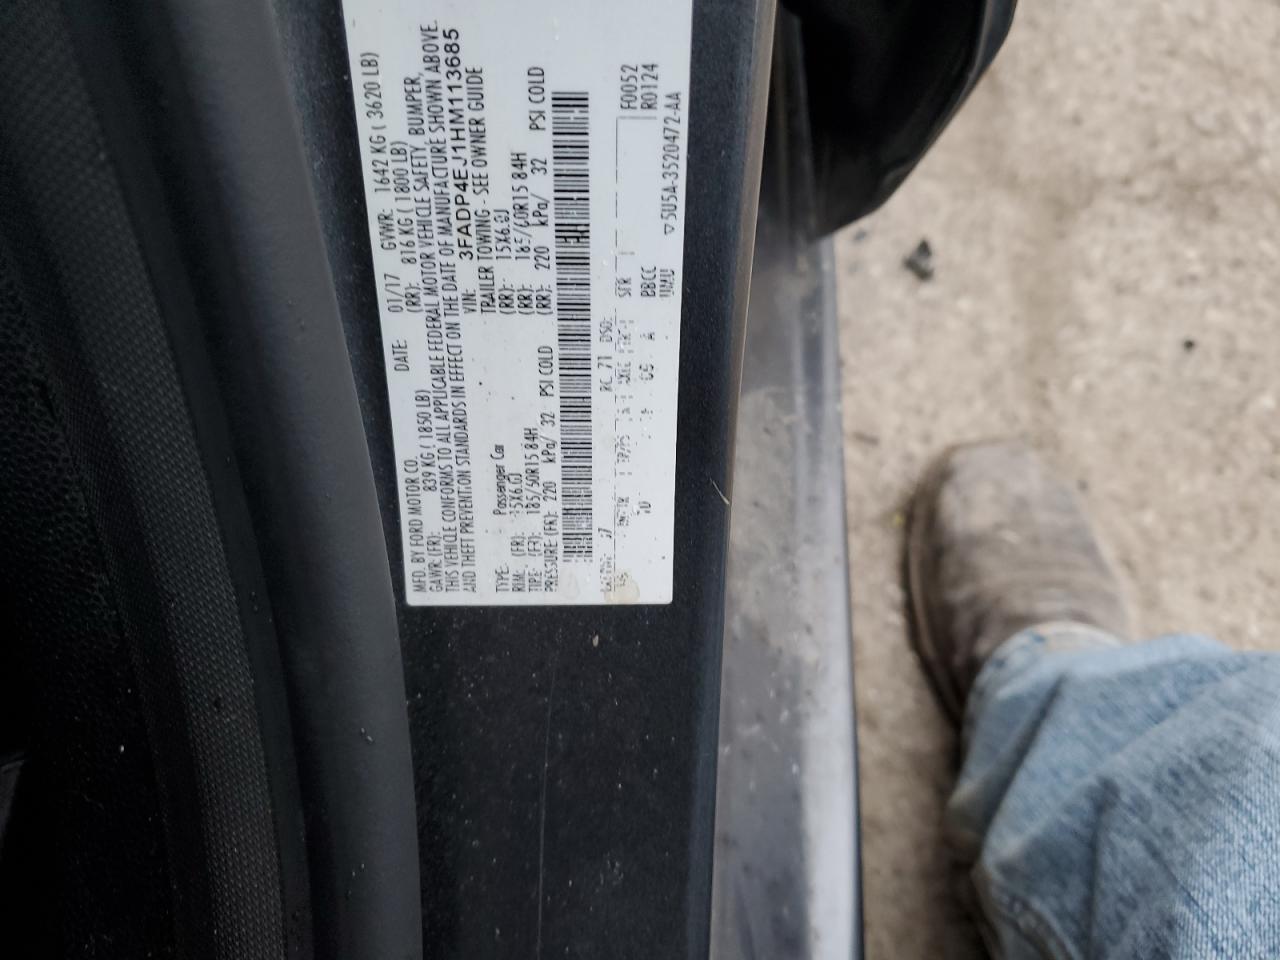 MFD. BY FORD MOTOR CO. DATE: 01/17 GVWR: 1642 KG ( 3620 LB)
GAWR: (FR): 839 KG ( 1850 LB) (RR): 816 KG ( 1800 LB)
THIS VEHICLE CONFORMS TO ALL APPLICABLE FEDERAL MOTOR VEHICLE SAFETY, BUMPER,
AND THEFT PREVENTION STANDARDS IN EFFECT ON THE DATE OF MANUFACTURE SHOWN ABOVE.
VIN: 3FADP4EJ1HM113685
TYPE: Passenger Car TRAILER TOWING - SEE OWNER GUIDE
RIM: (FR): 15X6.0J (RR): 15X6.0J
TIRE: (FR): 185/60R15 84H (RR): 185/60R15 84H
PRESSURE (FR): 220 kPa/ 32 PSI COLD (RR): 220 kPa/ 32 PSI COLD
RC: 71 DSO: F0052
R0124
BBCC
▽5U5A-3520472-AA